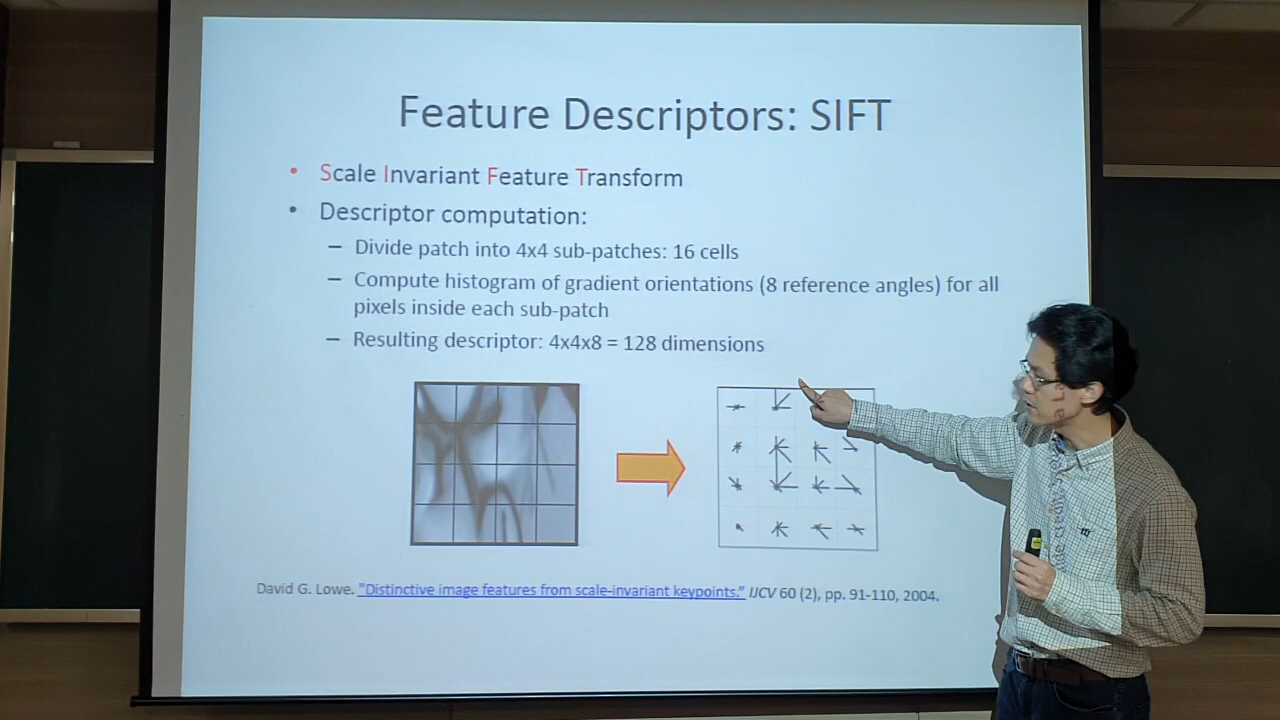 Feature Descriptors: SIFT
• Scale Invariant Feature Transform
• Descriptor computation:
– Divide patch into 4x4 sub-patches: 16 cells
– Compute histogram of gradient orientations (8 reference angles) for all
pixels inside each sub-patch
– Resulting descriptor: 4x4x8 = 128 dimensions
David G. Lowe. "Distinctive image features from scale-invariant keypoints." IJCV 60 (2), pp. 91-110, 2004.
credit: